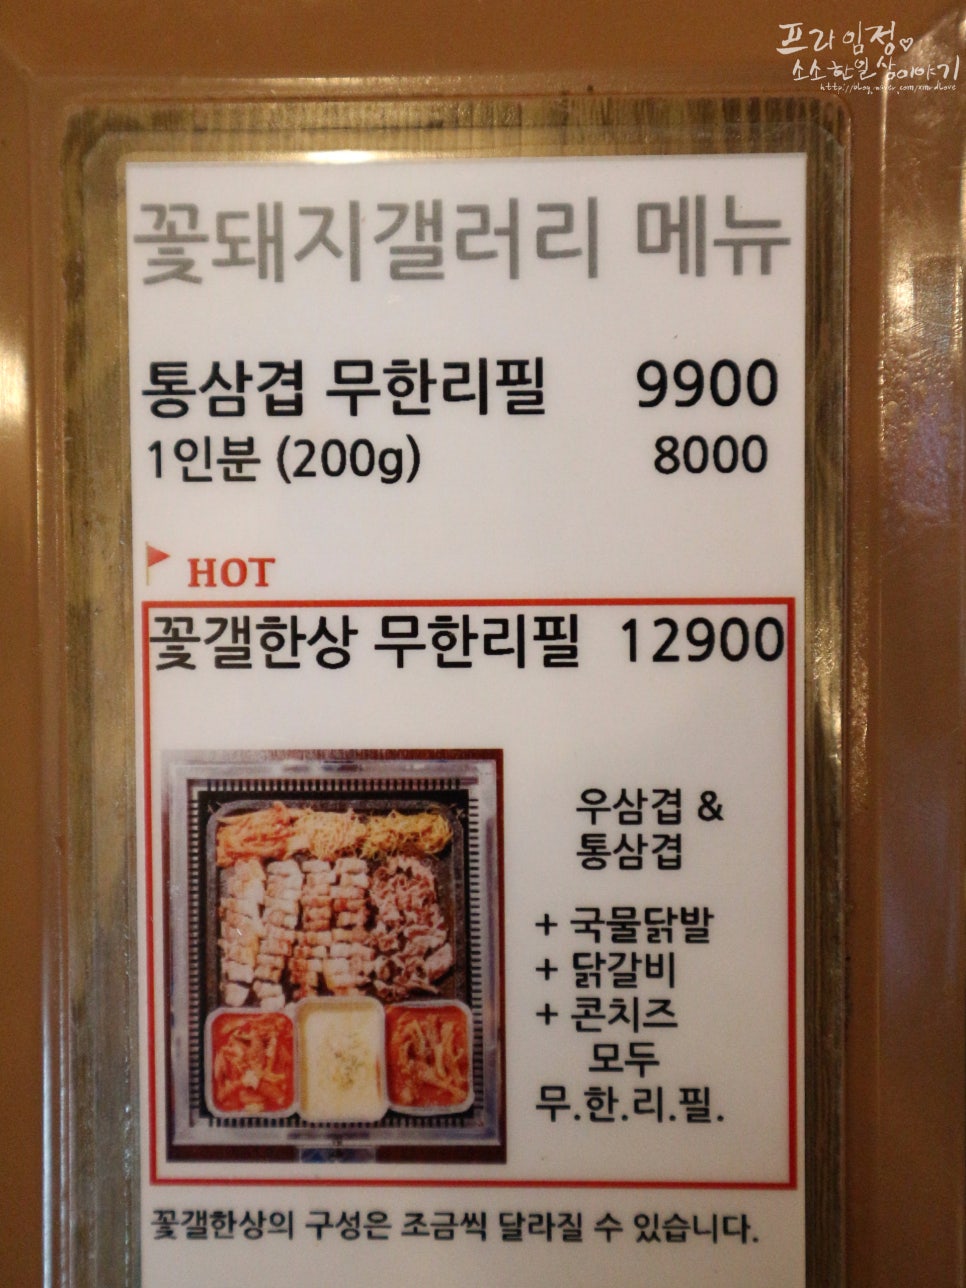 프라임정♡
소소한일상이야기
꽃돼지갤러리 메뉴
통삼겹 무한리필 9900
1인분 (200g) 8000
HOT
꽃갤한상 무한리필 12900
우삼겹 &
통삼겹
+ 국물닭발
+ 닭갈비
+ 콘치즈
모두
무.한.리.필.
꽃갤한상의 구성은 조금씩 달라질 수 있습니다.